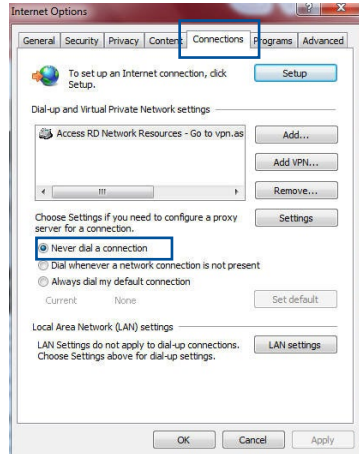 Internet Options
General Security Privacy Content Connections Programs Advanced
To set up an Internet connection, click
Setup.
Setup
Dial-up and Virtual Private Network settings
Access RD Network Resources - Go to vpn.as
Add...
Add VPN...
Remove...
Choose Settings if you need to configure a proxy
server for a connection.
Settings
Never dial a connection
Dial whenever a network connection is not present
Always dial my default connection
Current None Set default
Local Area Network (LAN) settings
LAN Settings do not apply to dial-up connections.
Choose Settings above for dial-up settings.
LAN settings
OK Cancel Apply